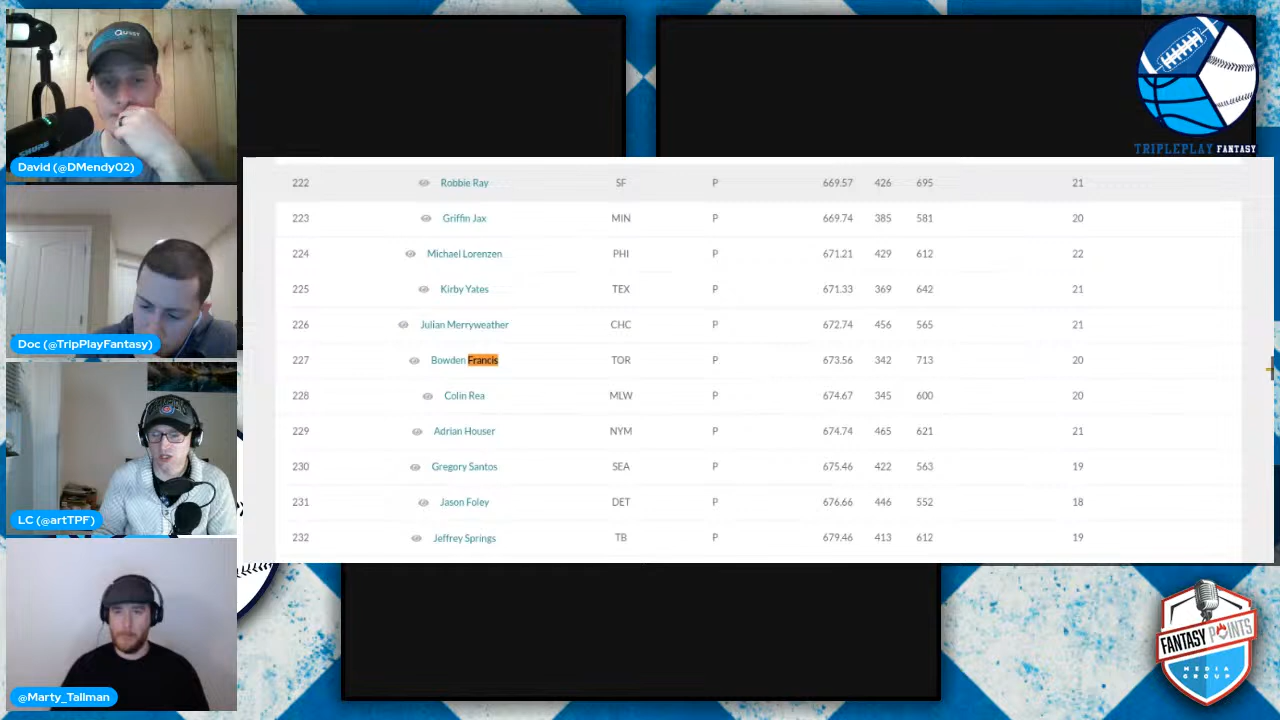 David (@DMendy02)
Doc (@TripPlayFantasy)
LC (@artTPF)
@Marty_Tallman
SHURE
TRIPLEPLAY FANTASY
222 Robbie Ray SF P 669.57 426 695 21
223 Griffin Jax MIN P 669.74 385 581 20
224 Michael Lorenzen PHI P 671.21 429 612 22
225 Kirby Yates TEX P 671.33 369 642 21
226 Julian Merryweather CHC P 672.74 456 565 21
227 Bowden Francis TOR P 673.56 342 713 20
228 Colin Rea MLW P 674.67 345 600 20
229 Adrian Houser NYM P 674.74 465 621 21
230 Gregory Santos SEA P 675.46 422 563 19
231 Jason Foley DET P 676.66 446 552 18
232 Jeffrey Springs TB P 679.46 413 612 19
FANTASY POINTS
MEDIA
GROUP